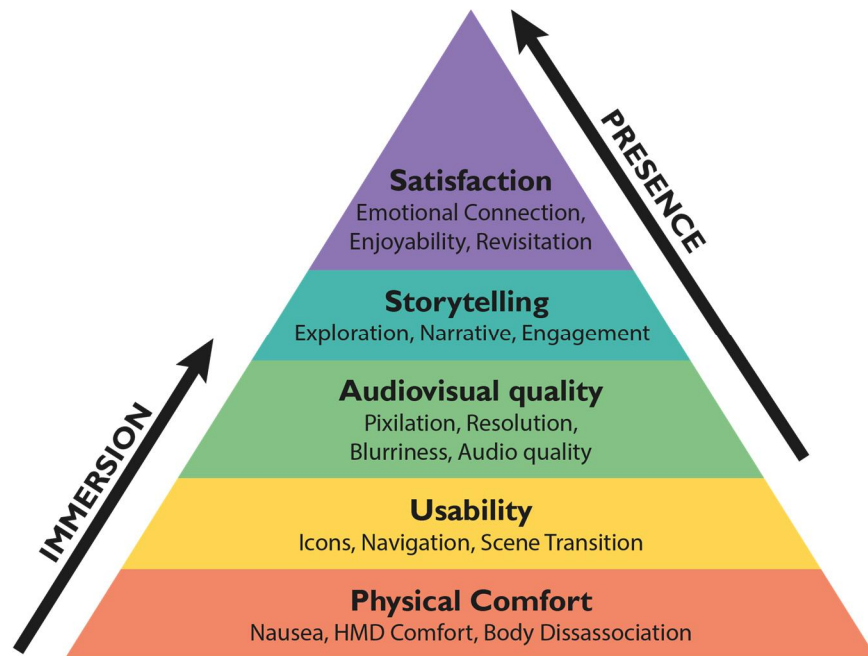 PRESENCE
Satisfaction
Emotional Connection,
Enjoyability, Revisitation
Storytelling
Exploration, Narrative, Engagement
IMMERSION
Audiovisual quality
Pixilation, Resolution,
Blurriness, Audio quality
Usability
Icons, Navigation, Scene Transition
Physical Comfort
Nausea, HMD Comfort, Body Dissassociation